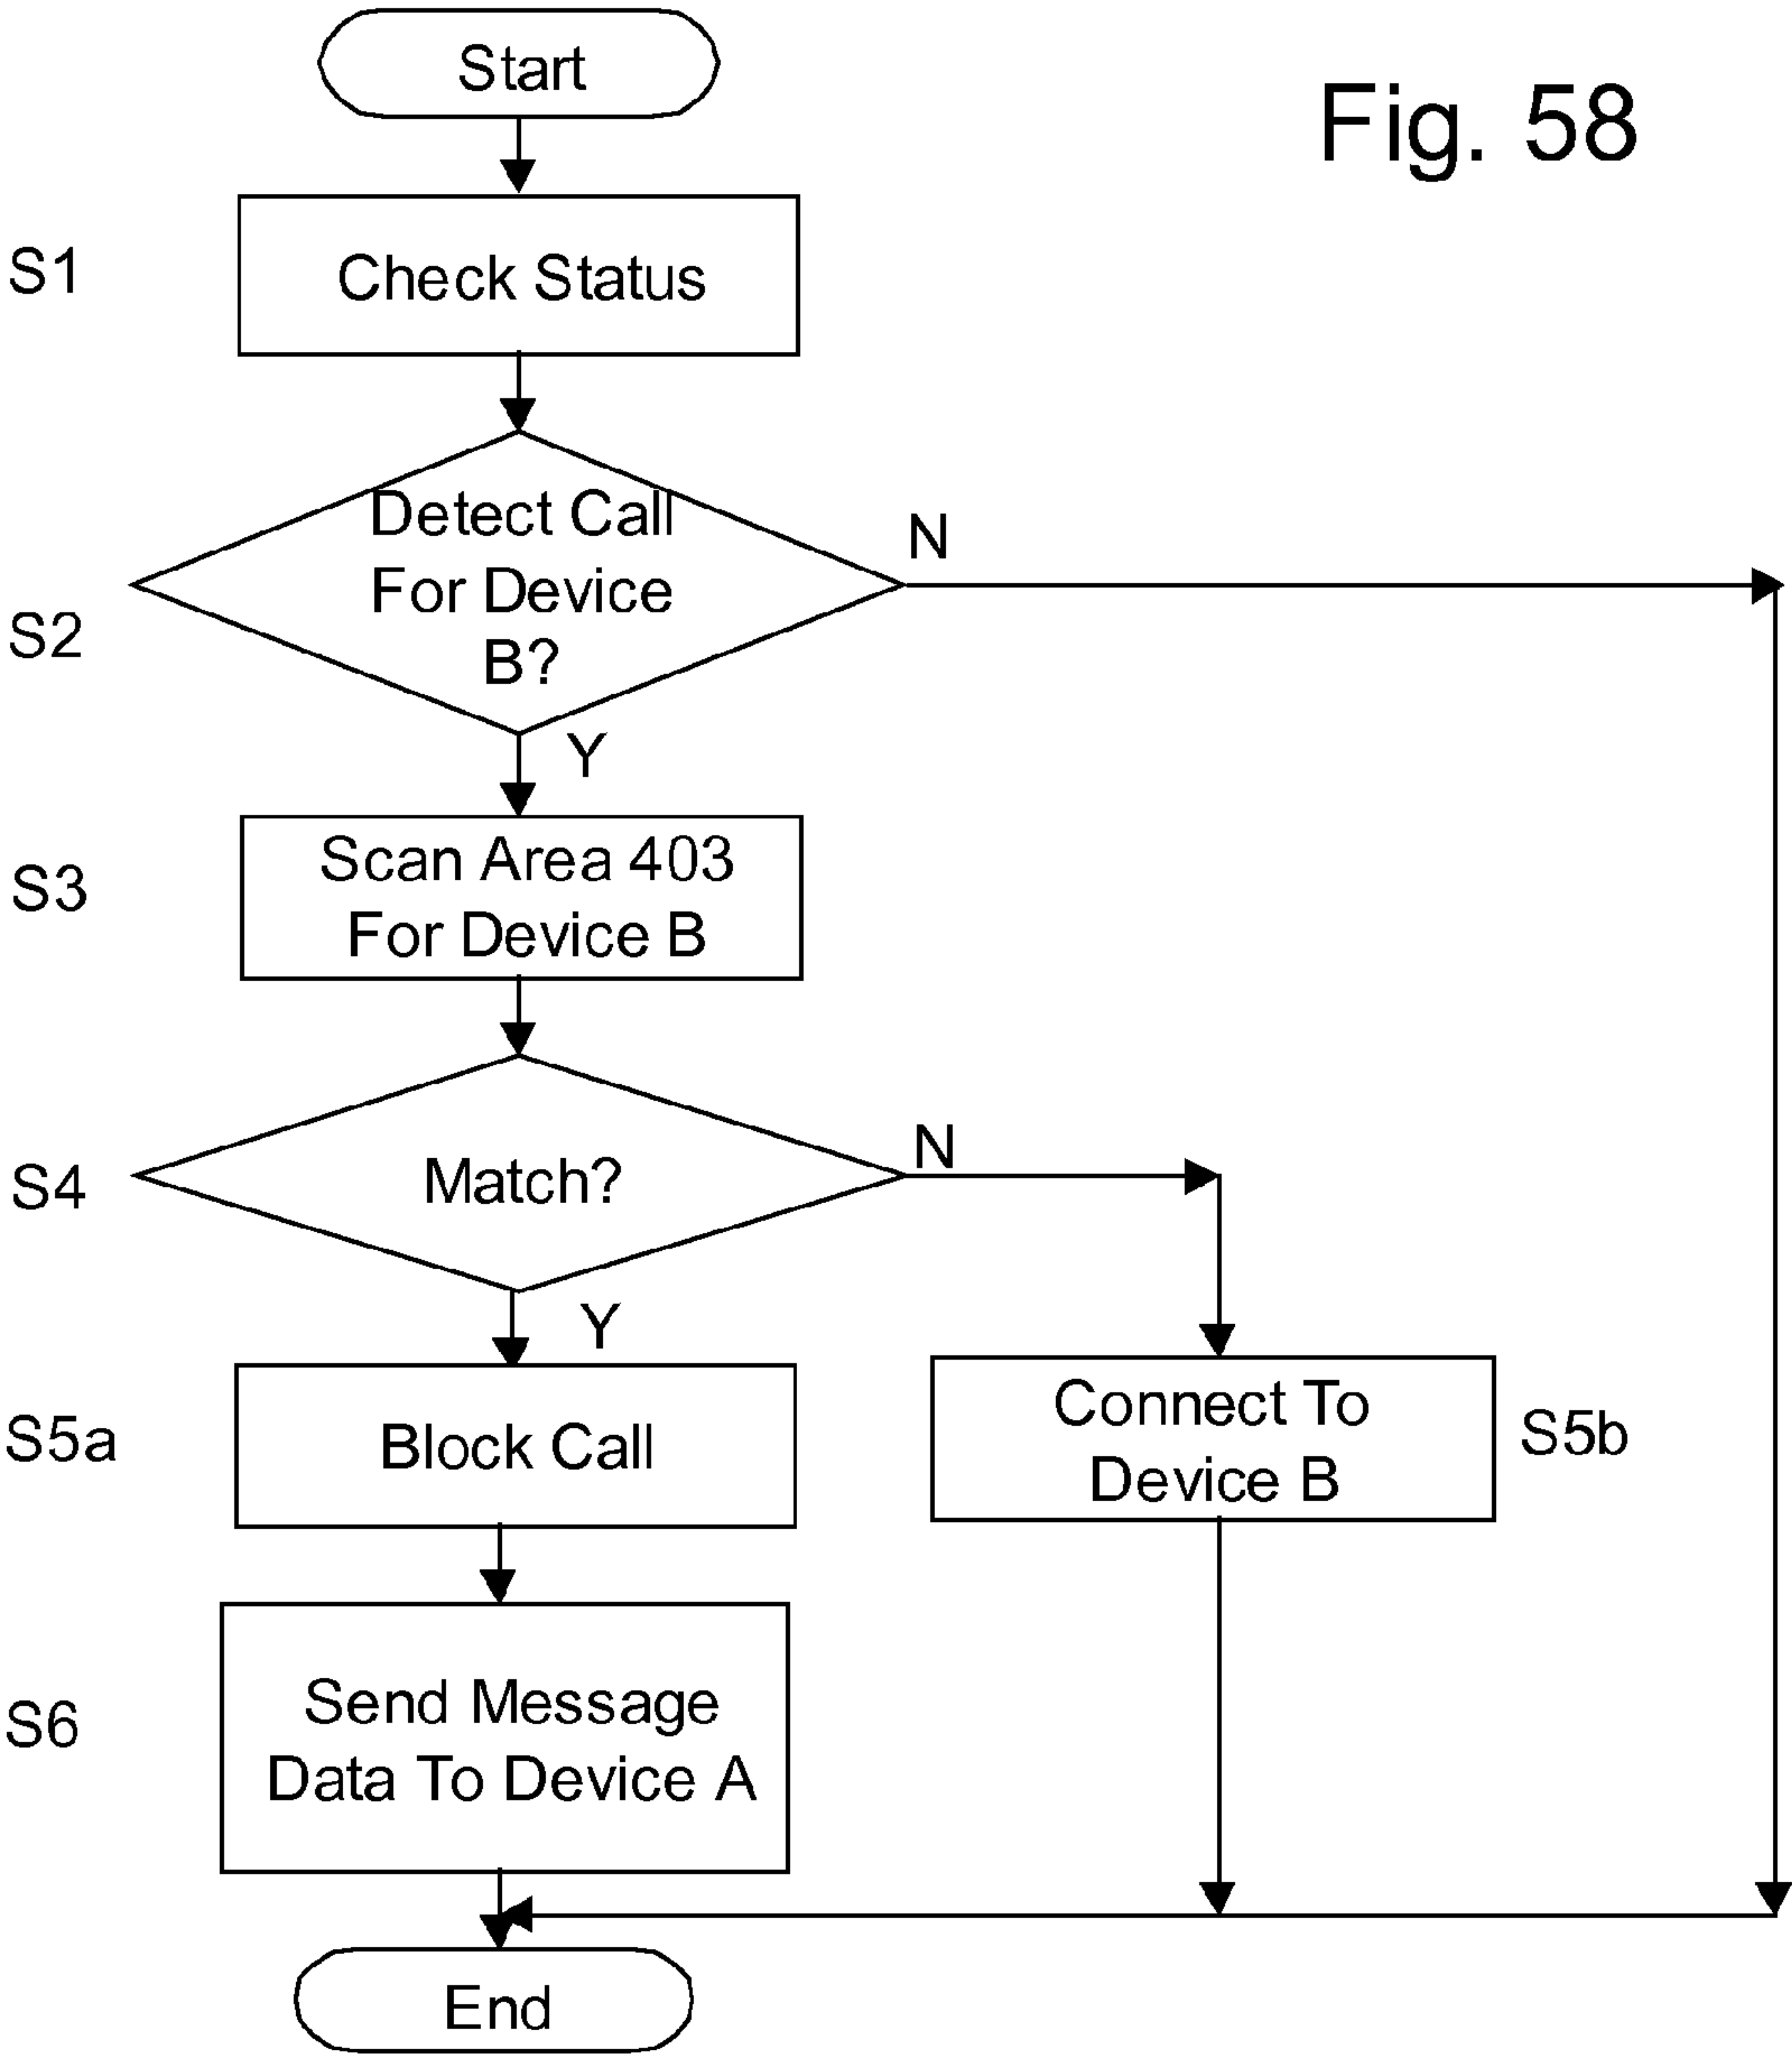 Start
Fig. 58
S1
Check Status
Detect Call
For Device
B?
N
S2
Y
S3
Scan Area 403
For Device B
S4
Match?
N
Y
S5a
Block Call
Connect To
Device B
S5b
S6
Send Message
Data To Device A
End